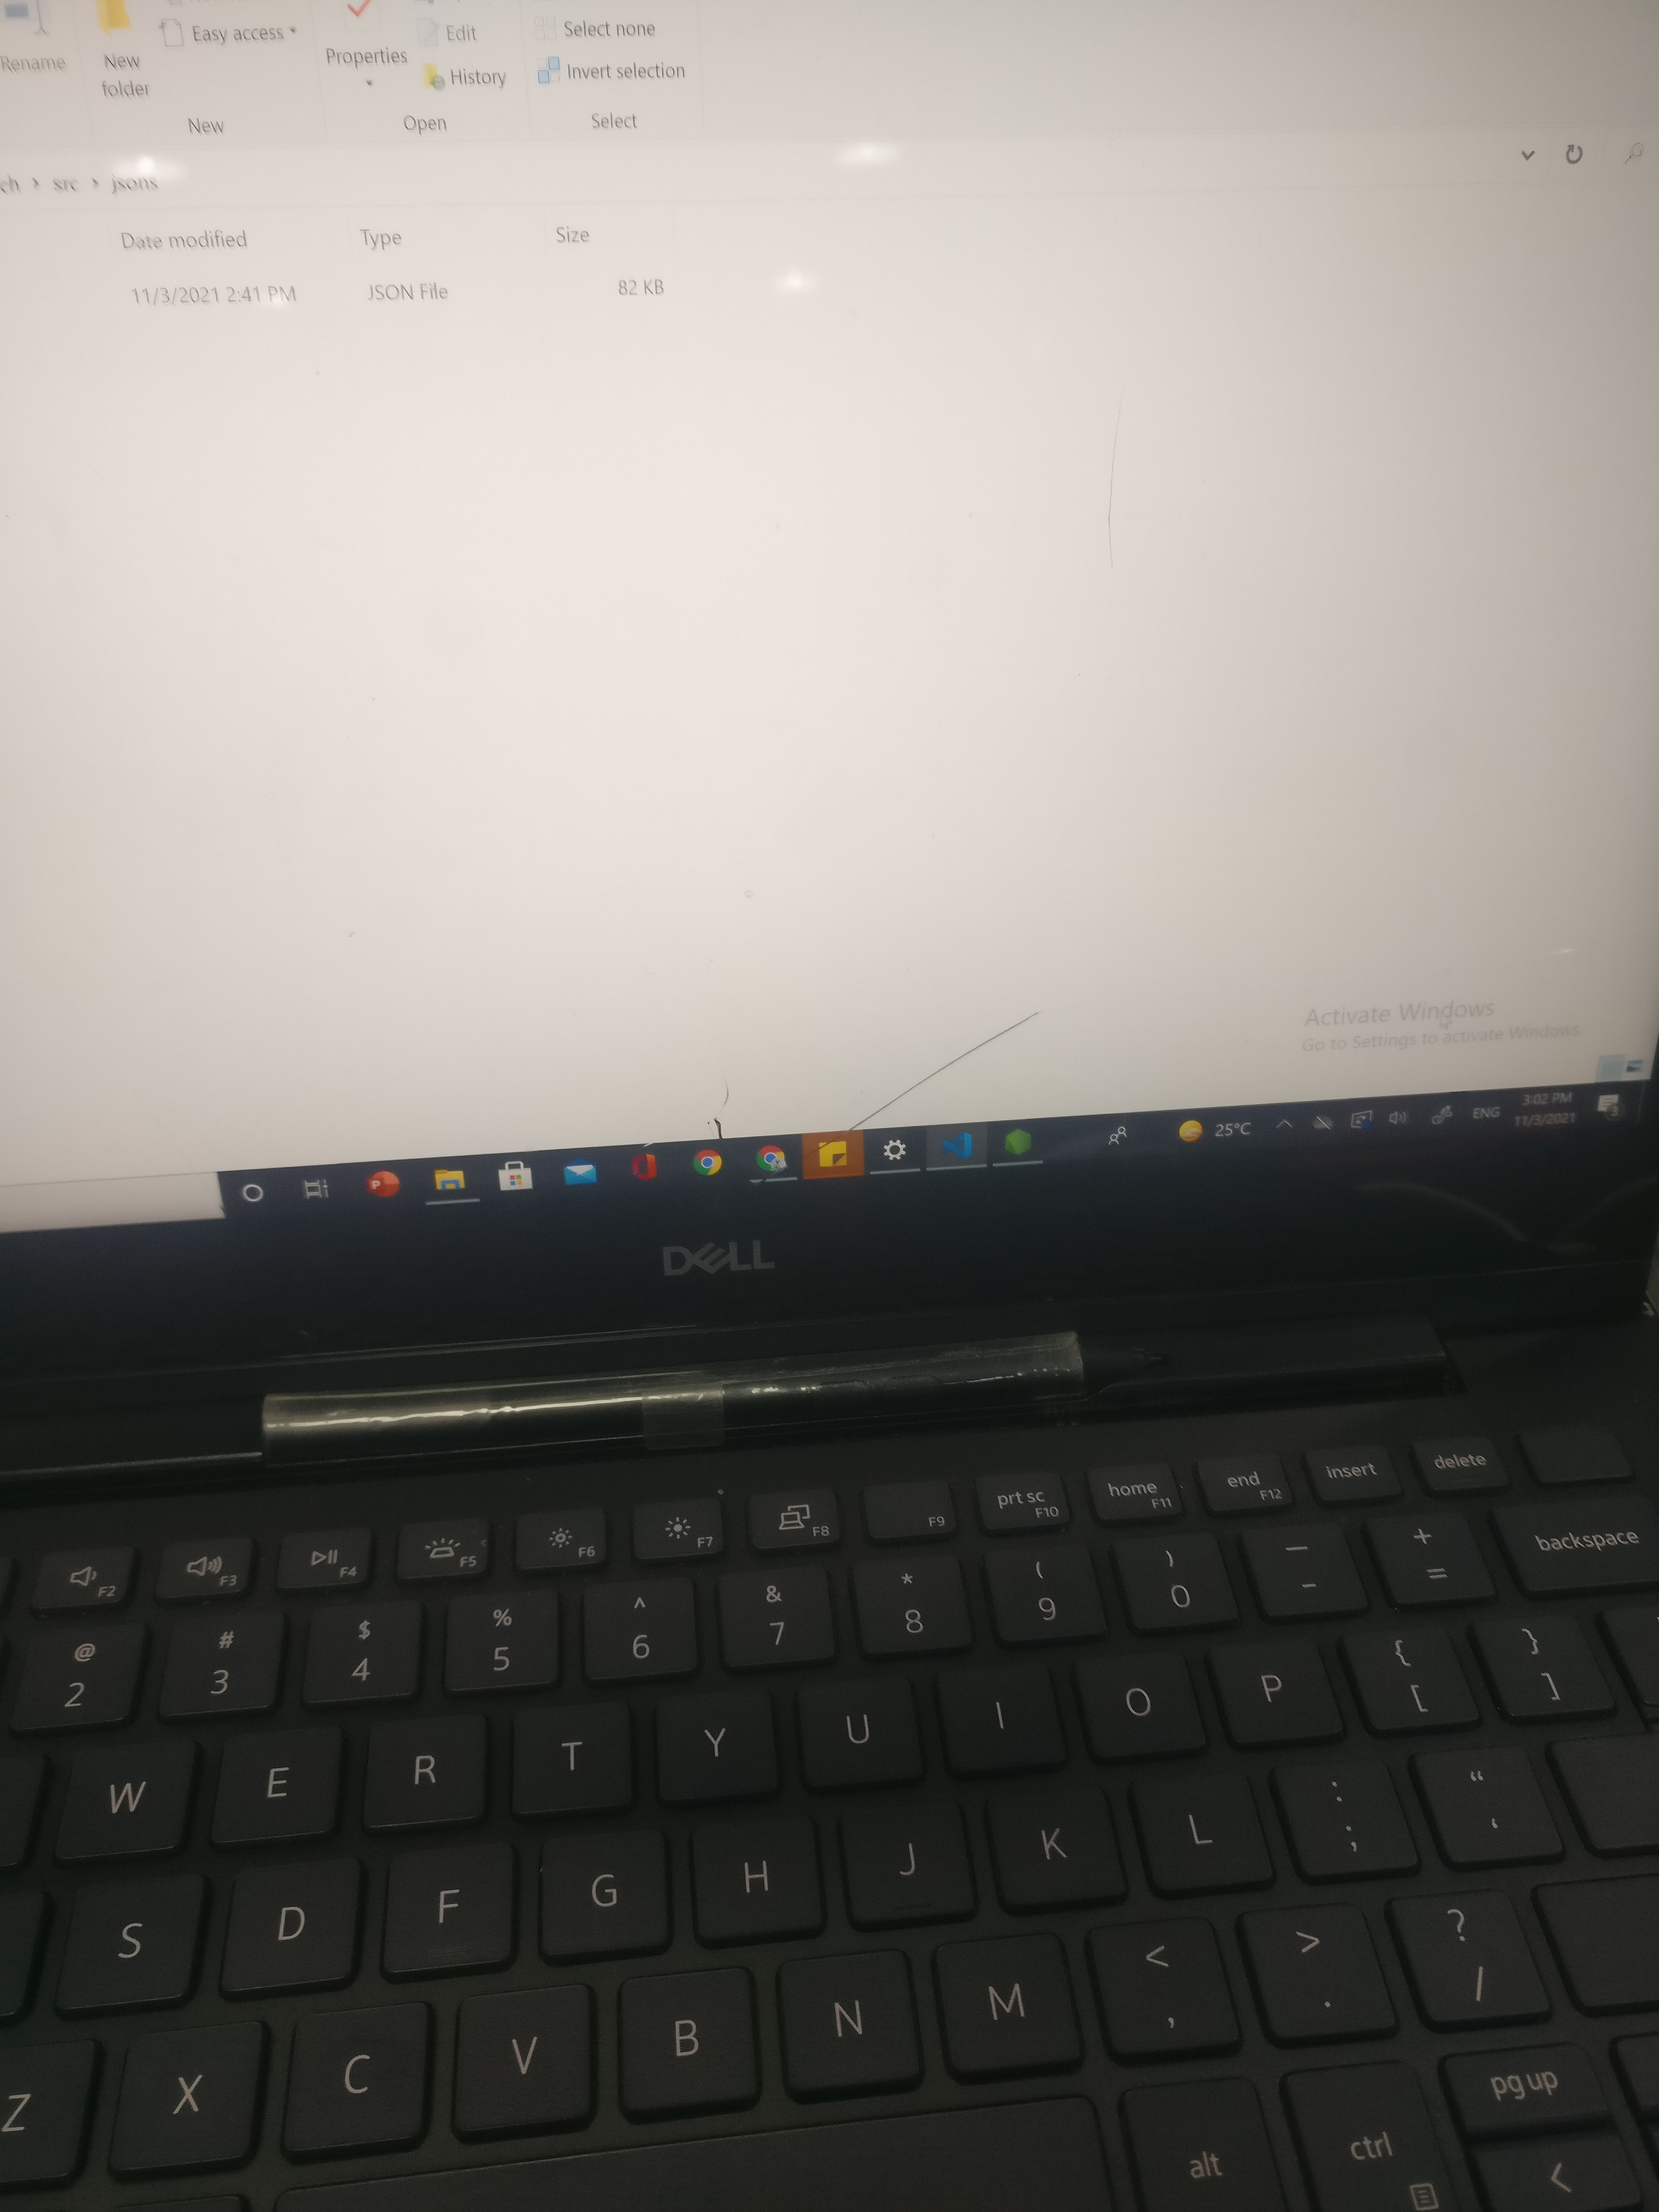 Rename
New
folder
Easy access
New
Properties
Edit
History
Open
Select none
Invert selection
Select
ch › src › jsons
Date modified Type Size
11/3/2021 2:41 PM JSON File 82 KB
Activate Windows
Go to Settings to activate Windows.
25°C ENG 3:02 PM
11/3/2021
3
P
DELL
F2 F3 F4 F5 F6 F7 F8 F9 prt sc F10 home F11 end F12 insert delete
@ # $ % ^ & * ( ) — +
2 3 4 5 6 7 8 9 0 - = backspace
W E R T Y U I O P { [ } ]
S D F G H J K L : ; “ ‘
Z X C V B N M < , > . ? /
alt ctrl pg up
<